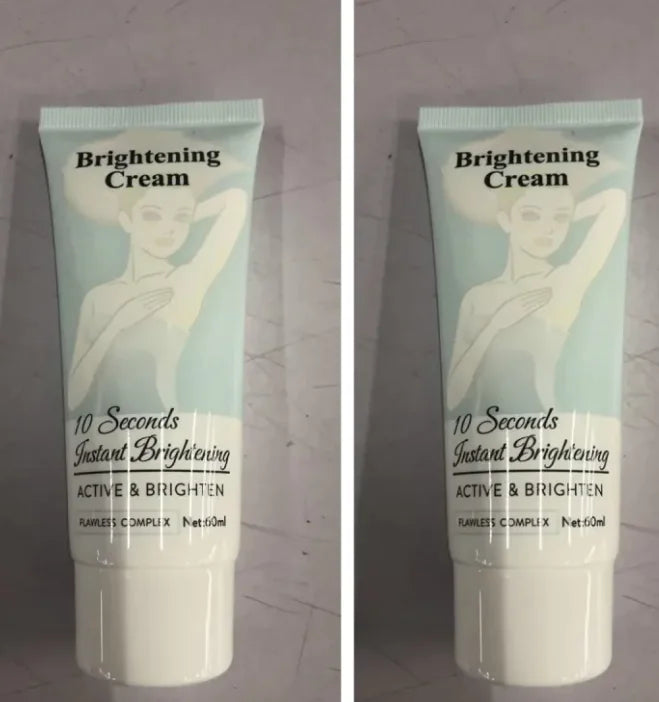 Brightening
Cream
10 Seconds
Instant Brightening
ACTIVE & BRIGHTEN
FLAWLESS COMPLEX Net:60ml
Brightening
Cream
10 Seconds
Instant Brightening
ACTIVE & BRIGHTEN
FLAWLESS COMPLEX Net:60ml